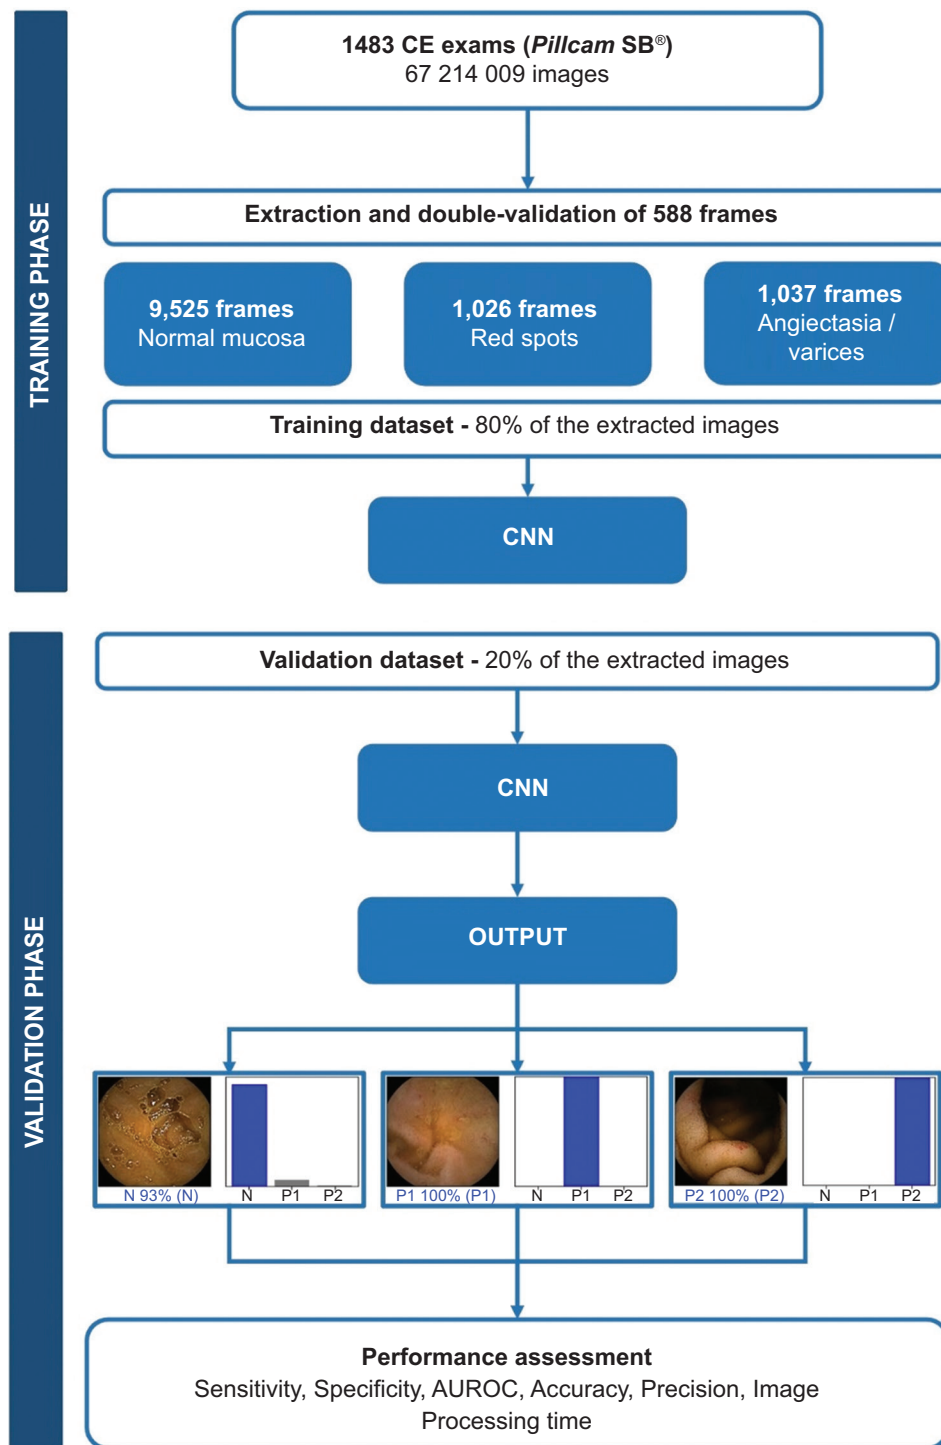 TRAINING PHASE
1483 CE exams (Pillcam SB®)
67 214 009 images
Extraction and double-validation of 588 frames
9,525 frames
Normal mucosa
1,026 frames
Red spots
1,037 frames
Angiectasia /
varices
Training dataset - 80% of the extracted images
CNN
VALIDATION PHASE
Validation dataset - 20% of the extracted images
CNN
OUTPUT
N 93% (N)
N P1 P2
P1 100% (P1)
N P1 P2
P2 100% (P2)
N P1 P2
Performance assessment
Sensitivity, Specificity, AUROC, Accuracy, Precision, Image
Processing time